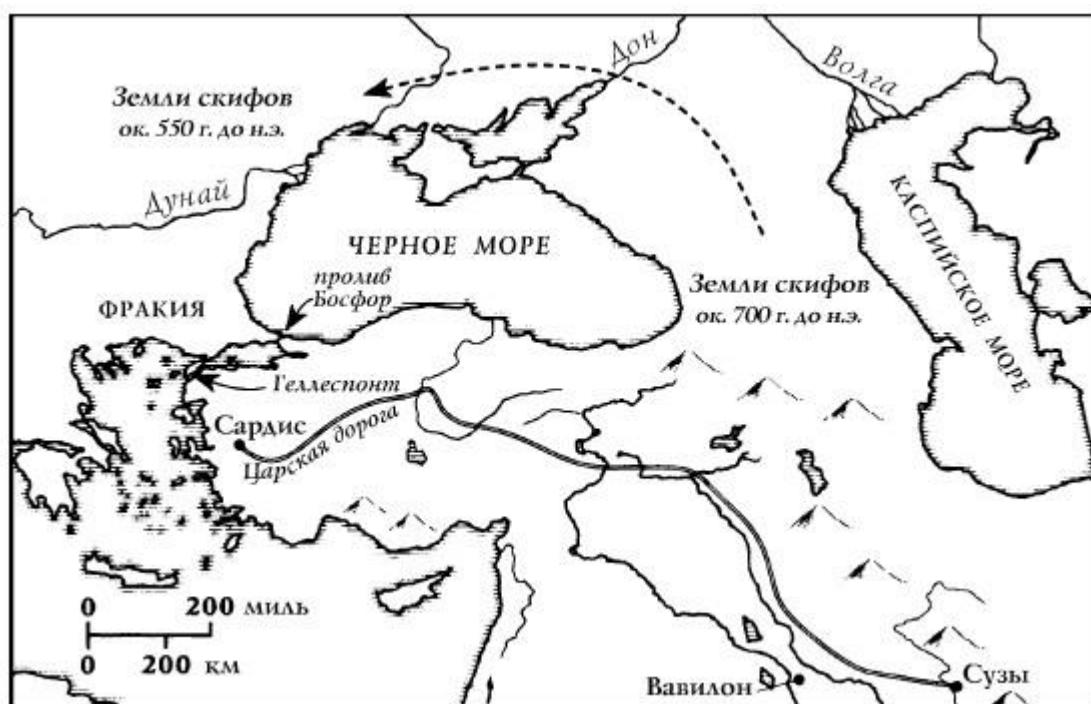 Дон
Волга
Земли скифов
ок. 550 г. до н.э.
Дунай
КАСПИЙСКОЕ МОРЕ
ЧЕРНОЕ МОРЕ
пролив
Босфор
Земли скифов
ок. 700 г. до н.э.
ФРАКИЯ
Геллеспонт
Сардис
Царская дорога
0 200 миль
0 200 км
Вавилон
Сузы